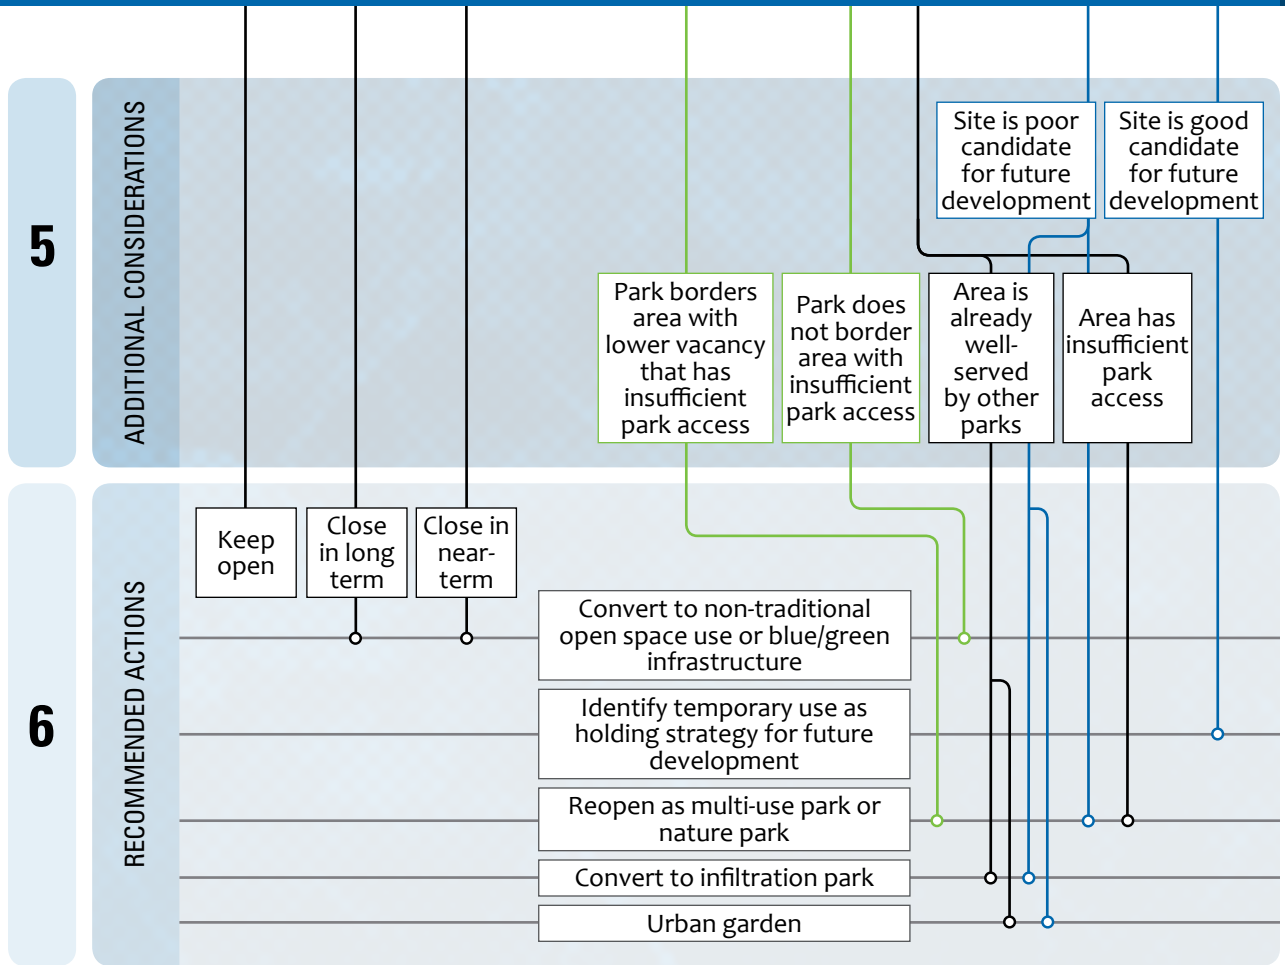 5
ADDITIONAL CONSIDERATIONS
Site is poor
candidate
for future
development
Site is good
candidate
for future
development
Park borders
area with
lower vacancy
that has
insufficient
park access
Park does
not border
area with
insufficient
park access
Area is
already
well-
served
by other
parks
Area has
insufficient
park
access
6
RECOMMENDED ACTIONS
Keep
open
Close
in long
term
Close in
near-
term
Convert to non-traditional
open space use or blue/green
infrastructure
Identify temporary use as
holding strategy for future
development
Reopen as multi-use park or
nature park
Convert to infiltration park
Urban garden